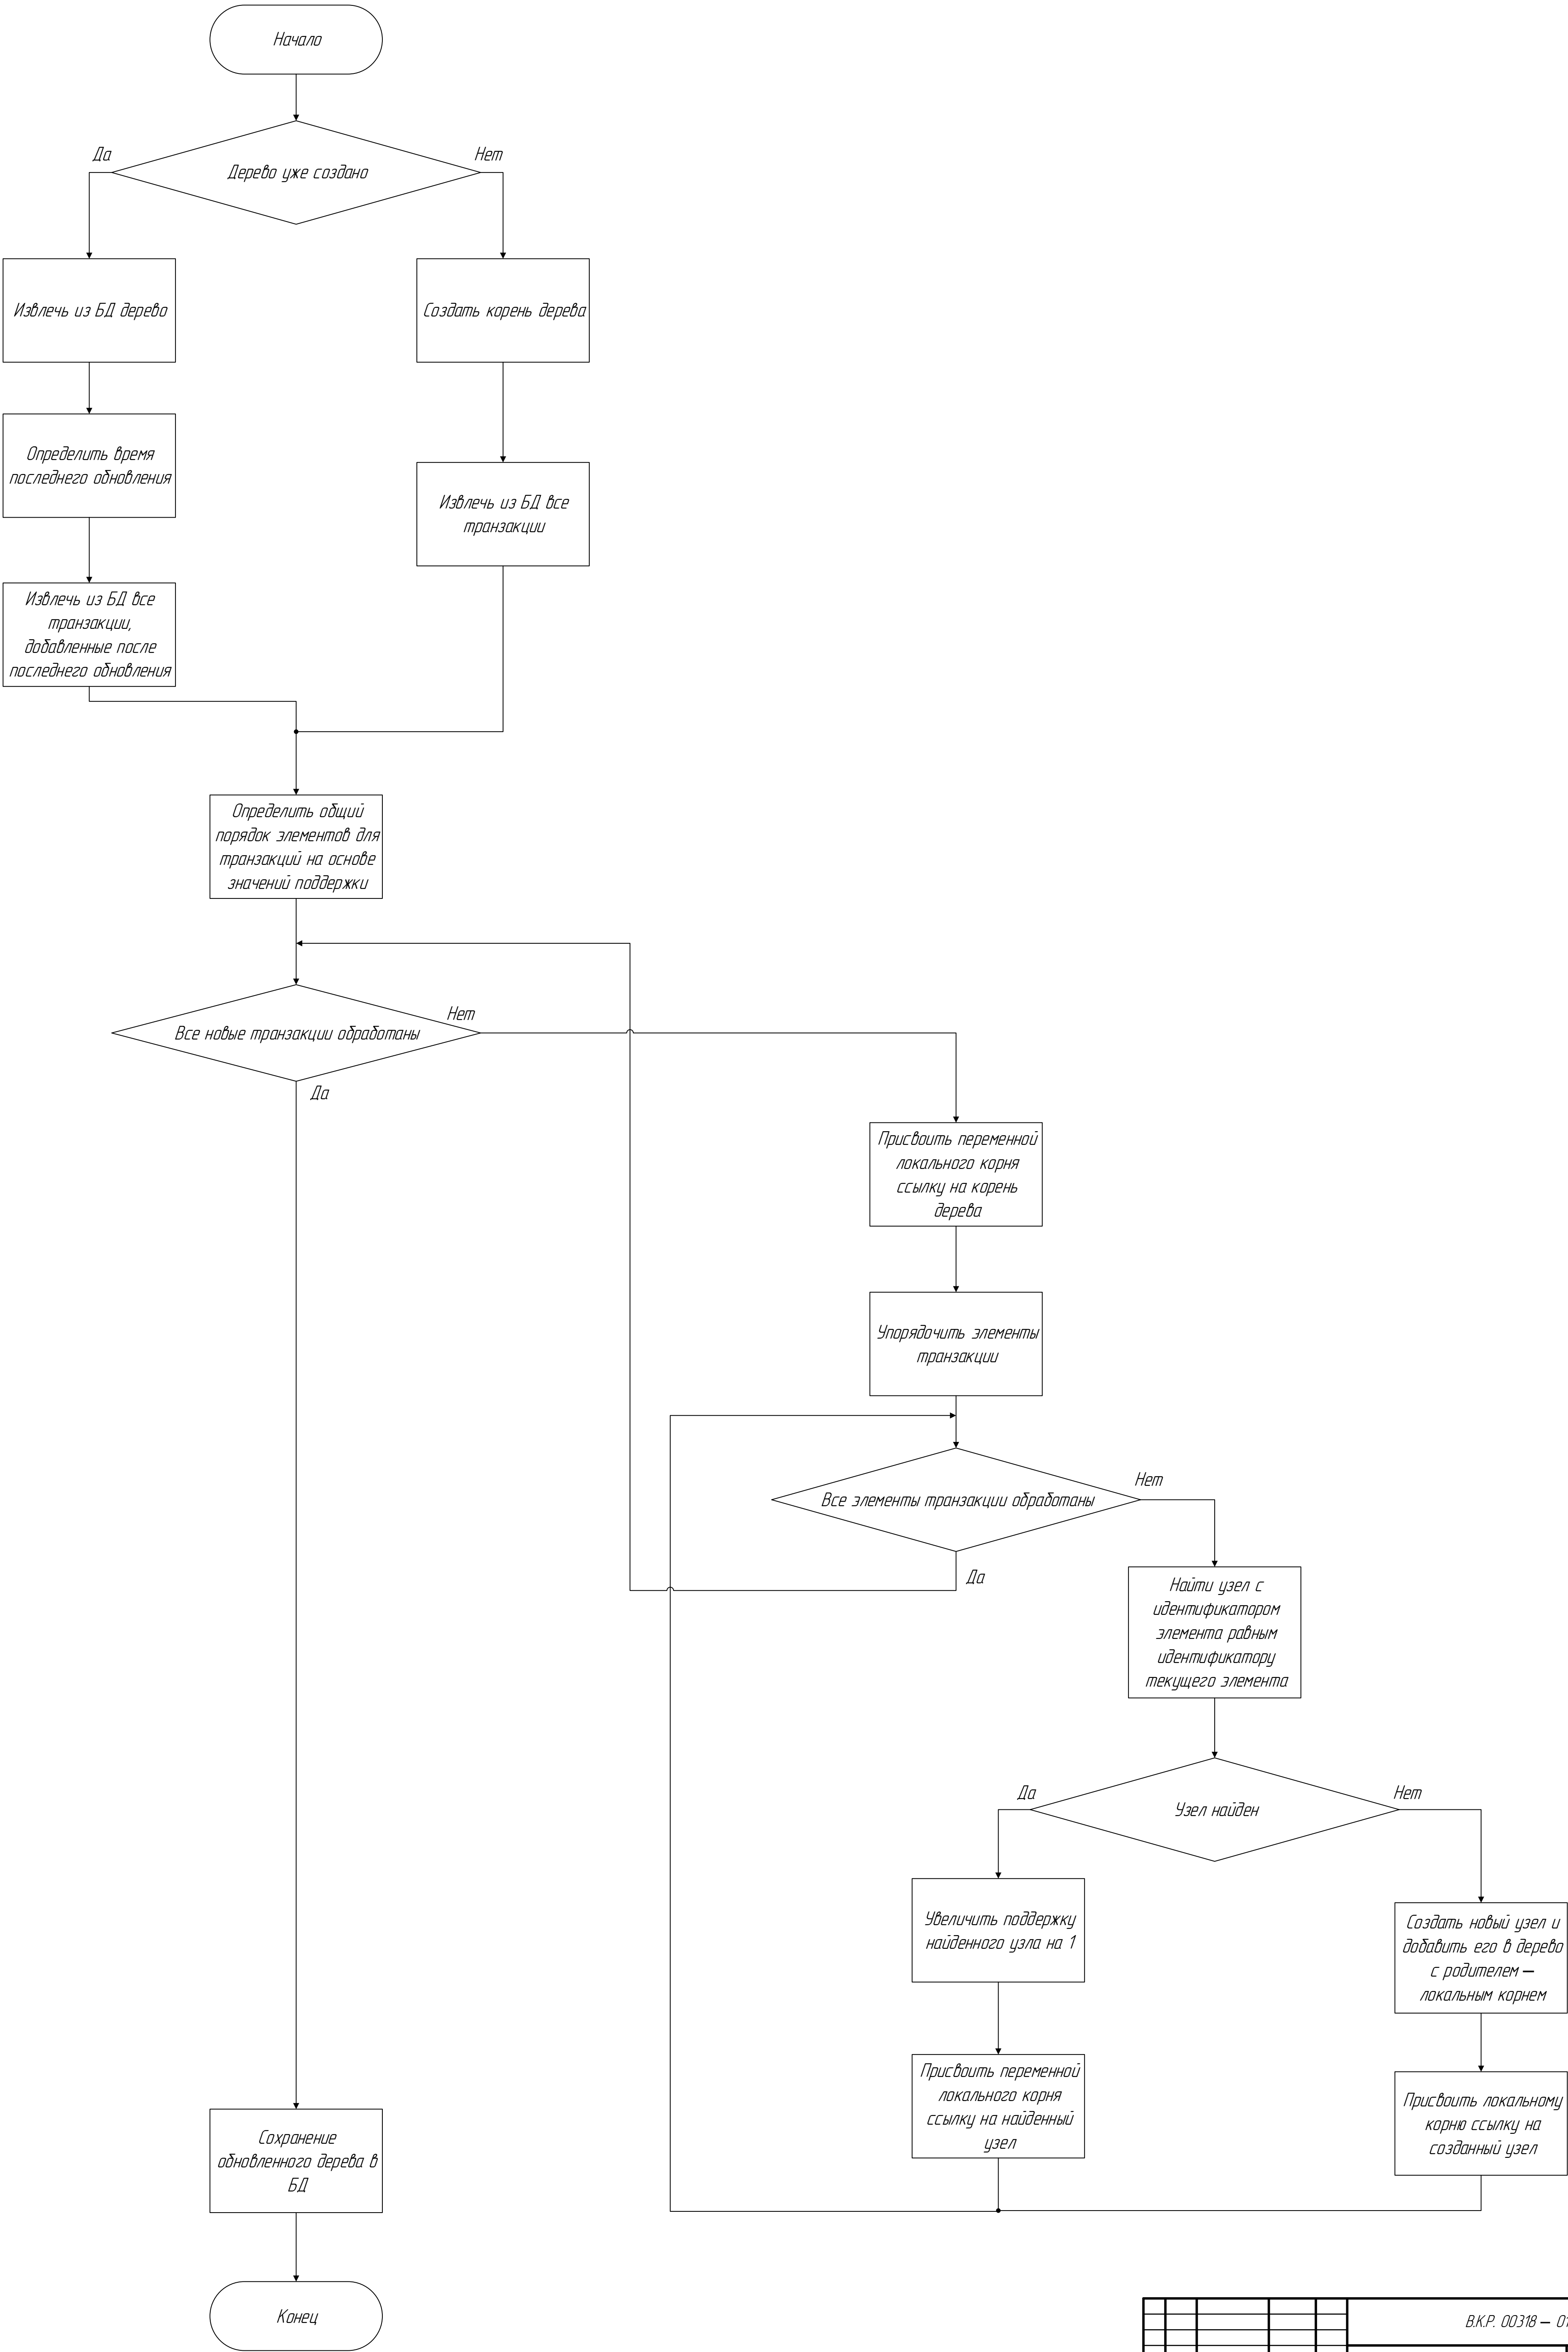 Начало
Да
Нет
Дерево уже создано
Извлечь из БД дерево
Создать корень дерева
Определить время
последнего обновления
Извлечь из БД все
транзакции
Извлечь из БД все
транзакции,
добавленные после
последнего обновления
Определить общий
порядок элементов для
транзакций на основе
значений поддержки
Нет
Все новые транзакции обработаны
Да
Присвоить переменной
локального корня
ссылку на корень
дерева
Упорядочить элементы
транзакции
Нет
Все элементы транзакции обработаны
Да
Найти узел с
идентификатором
элемента равным
идентификатору
текущего элемента
Да
Нет
Узел найден
Увеличить поддержку
найденного узла на 1
Создать новый узел и
добавить его в дерево
с родителем –
локальным корнем
Присвоить переменной
локального корня
ссылку на найденный
узел
Присвоить локальному
корню ссылку на
созданный узел
Сохранение
обновленного дерева в
БД
Конец
В.К.Р. 00318 – 01